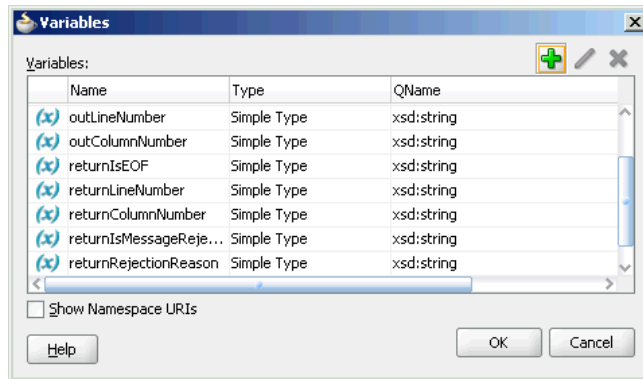 Variables
Variables:
Name Type QName
(x) outLineNumber Simple Type xsd:string
(x) outColumnNumber Simple Type xsd:string
(x) returnIsEOF Simple Type xsd:string
(x) returnLineNumber Simple Type xsd:string
(x) returnColumnNumber Simple Type xsd:string
(x) returnIsMessageReje... Simple Type xsd:string
(x) returnRejectionReason Simple Type xsd:string
Show Namespace URIs
Help OK Cancel